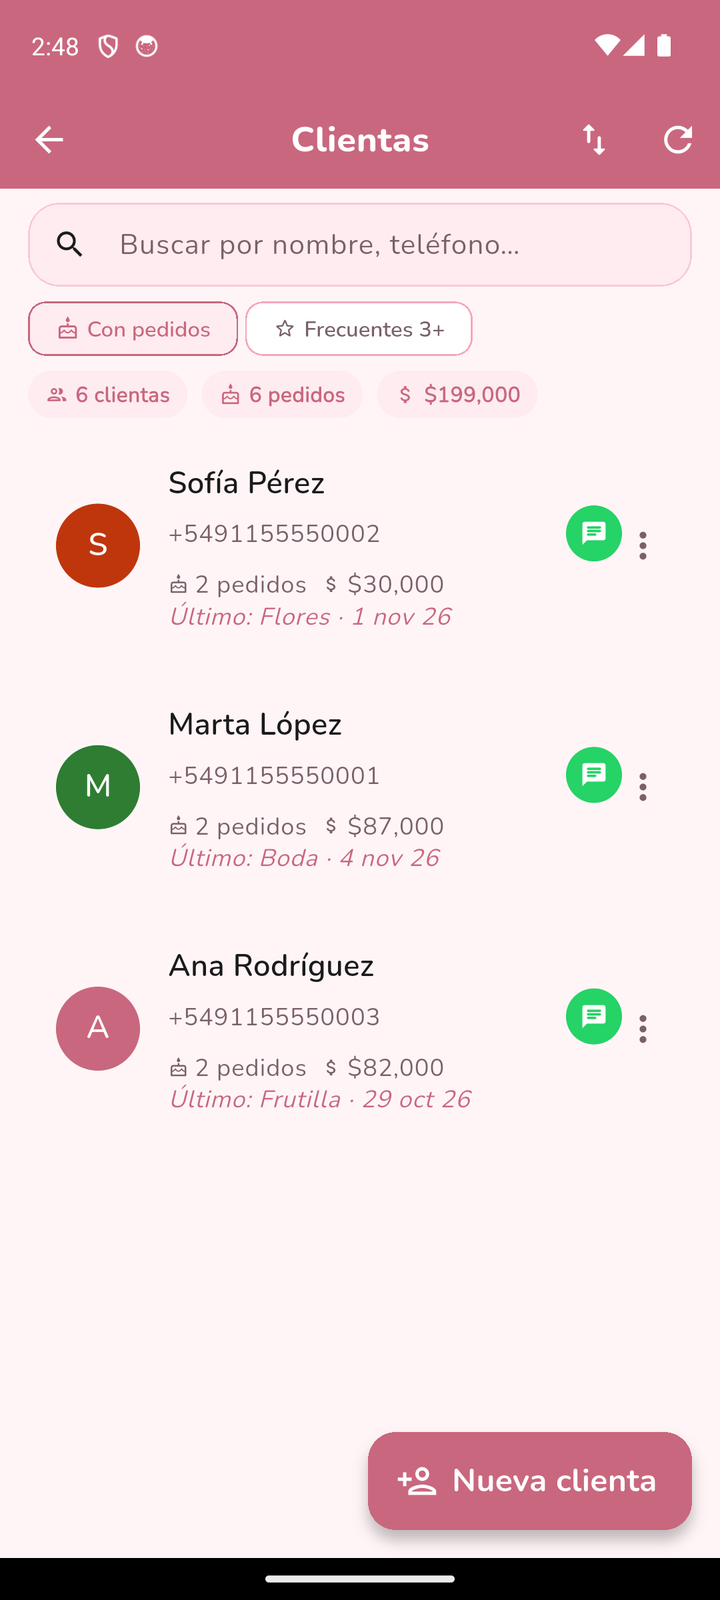 2:48
Clientas
Buscar por nombre, teléfono...
Con pedidos
Frecuentes 3+
6 clientas
6 pedidos
$ $199,000
Sofía Pérez
+5491155550002
2 pedidos $ $30,000
Último: Flores · 1 nov 26
Marta López
+5491155550001
2 pedidos $ $87,000
Último: Boda · 4 nov 26
Ana Rodríguez
+5491155550003
2 pedidos $ $82,000
Último: Frutilla · 29 oct 26
S
M
A
Nueva clienta